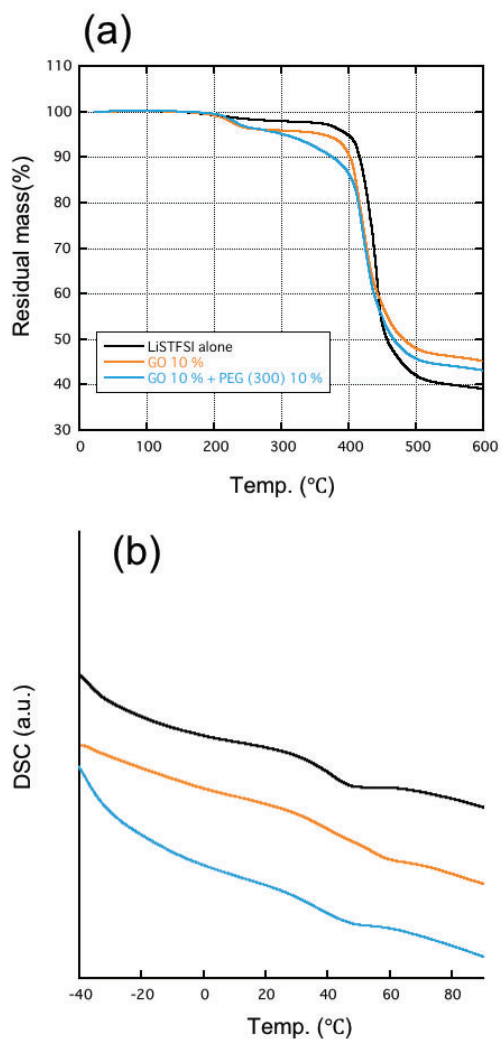 (a)
110
100
90
80
70
60
50
40
30
Residual mass(%)
LiSTFSI alone
GO 10 %
GO 10 % + PEG (300) 10 %
0 100 200 300 400 500 600
Temp. (℃)
(b)
DSC (a.u.)
-40 -20 0 20 40 60 80
Temp. (℃)